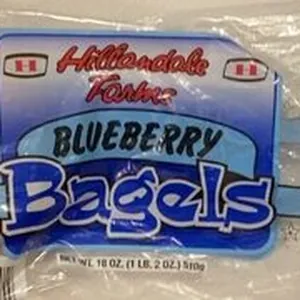 H Hillandale H
Farms
BLUEBERRY
Bagels
NET WT. 18 OZ. (1 LB. 2 OZ.) 510g